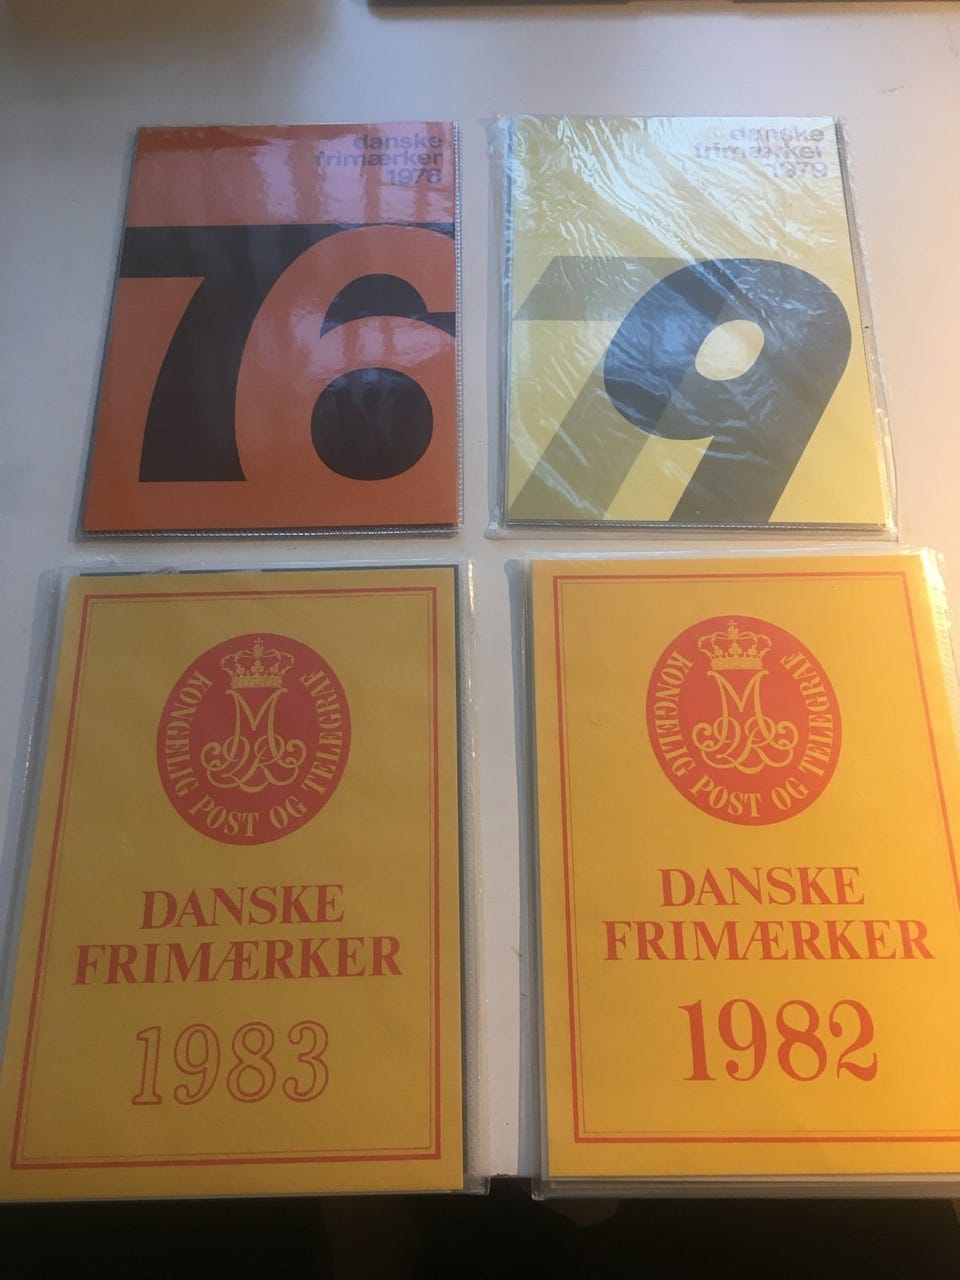 danske
frimærker
1976
76
danske
frimærker
1979
79
KONGELIG POST OG TELEGRAF
DANSKE
FRIMÆRKER
1983
KONGELIG POST OG TELEGRAF
DANSKE
FRIMÆRKER
1982